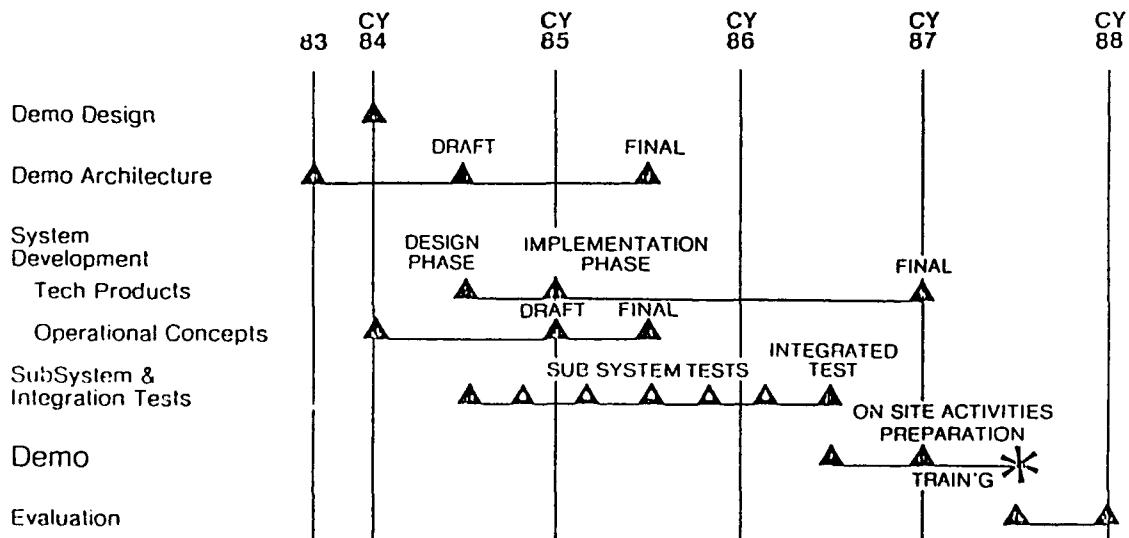 CY CY CY CY CY
83 84 85 86 87 88
Demo Design
DRAFT FINAL
Demo Architecture
System
Development
DESIGN
PHASE
IMPLEMENTATION
PHASE
FINAL
Tech Products
DRAFT FINAL
Operational Concepts
SubSystem &
Integration Tests
SUB SYSTEM TESTS
INTEGRATED
TEST
ON SITE ACTIVITIES
PREPARATION
Demo
TRAIN'G
Evaluation